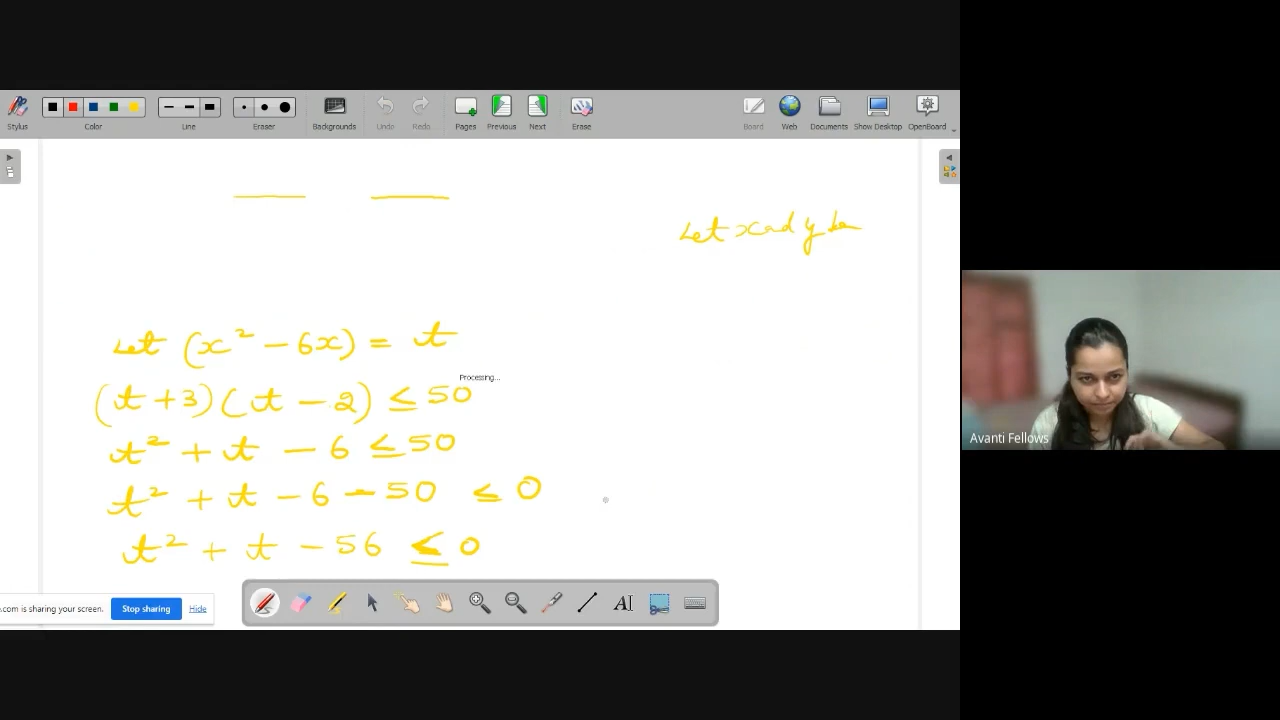 Stylus
Color
Line
Eraser
Backgrounds
Undo
Redo
Pages
Previous
Next
Erase
Board
Web
Documents
Show Desktop
OpenBoard
Let x ad y be
Let (x² - 6x) = t
Processing...
(t + 3) (t - 2) ≤ 50
t² + t - 6 ≤ 50
t² + t - 6 - 50 ≤ 0
t² + t - 56 ≤ 0
Avanti Fellows
.com is sharing your screen.
Stop sharing
Hide
AI